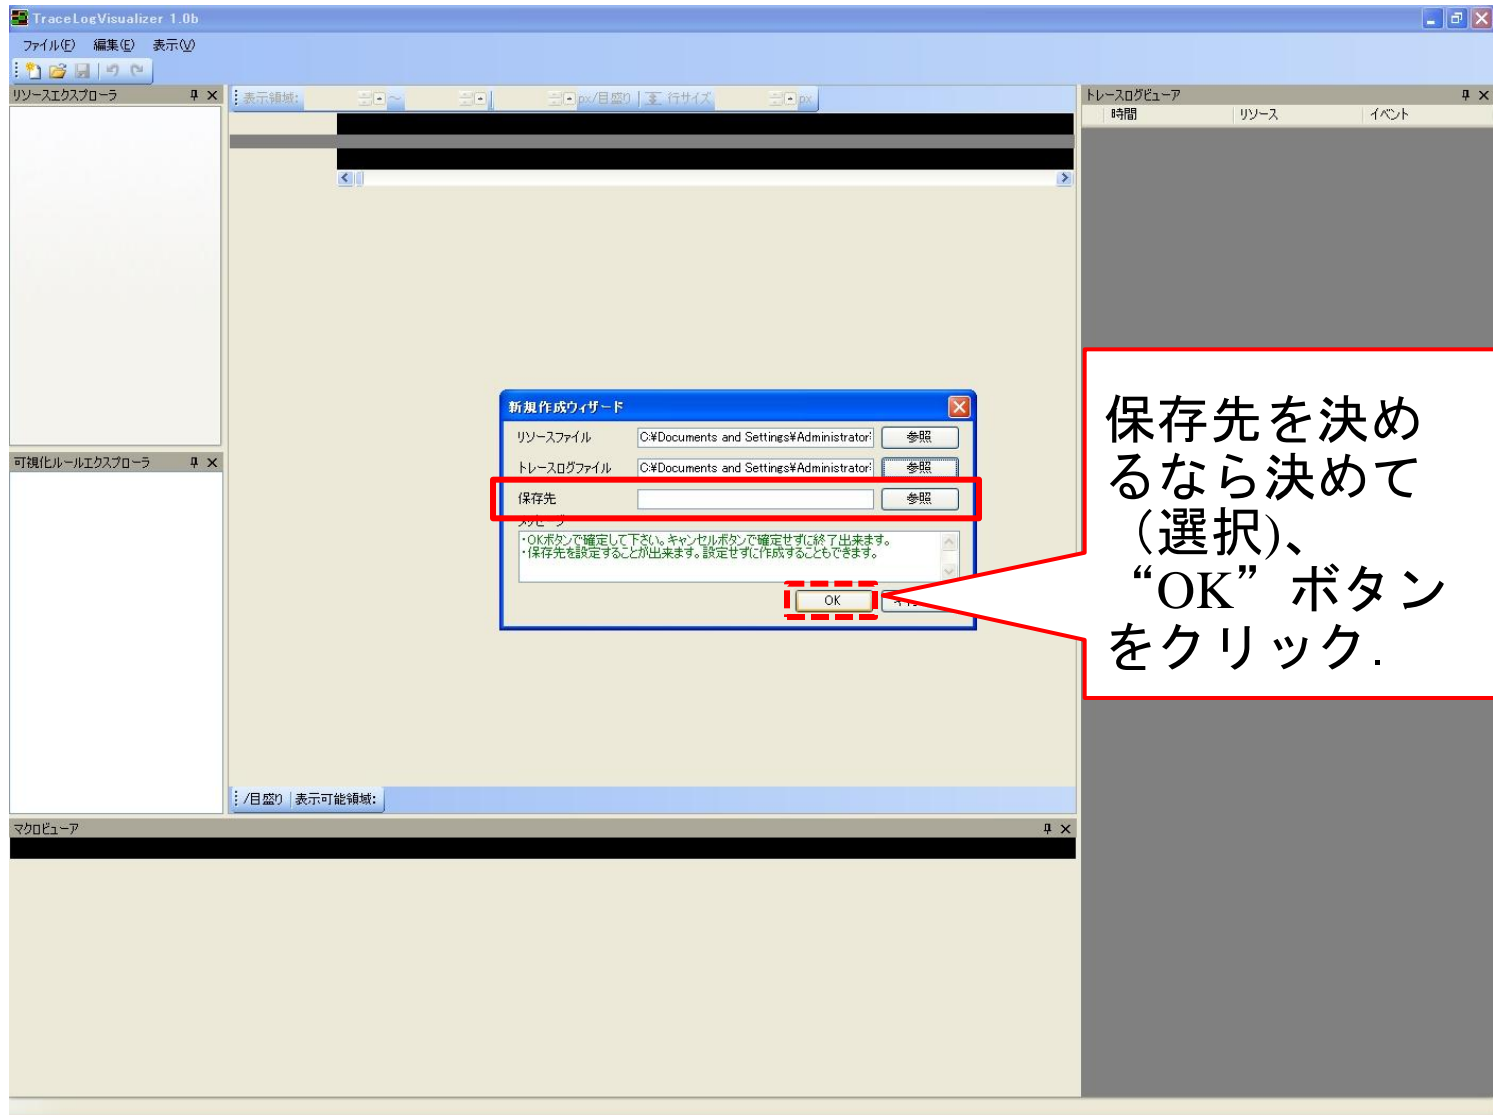 TraceLogVisualizer 1.0b
ファイル(F) 編集(E) 表示(V)
リソースエクスプローラ
表示領域: ～ px/目盛り 行サイズ px
トレースログビューア
時間 リソース イベント
新規作成ウィザード
リソースファイル C:¥Documents and Settings¥Administrator¥ 参照
トレースログファイル C:¥Documents and Settings¥Administrator¥ 参照
保存先 参照
メッセージ
・OKボタンで確定して下さい。キャンセルボタンで確定せずに終了出来ます。
・保存先を設定することが出来ます。設定せずに作成することもできます。
OK
保存先を決め
るなら決めて
（選択)、
“OK”ボタン
をクリック.
可視化ルールエクスプローラ
/目盛り 表示可能領域:
マクロビューア